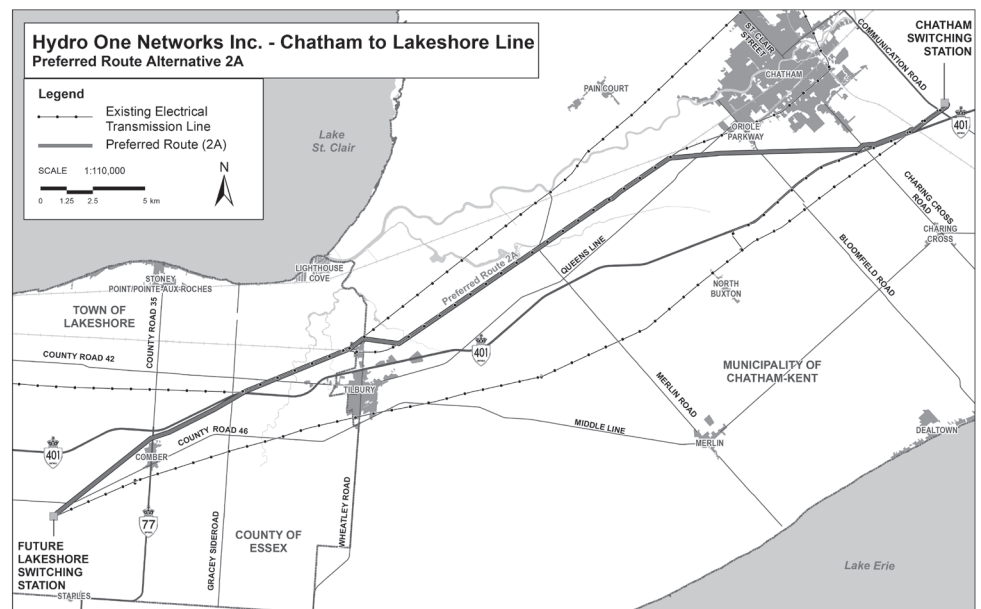 Hydro One Networks Inc. - Chatham to Lakeshore Line
Preferred Route Alternative 2A
Legend
Existing Electrical
Transmission Line
Preferred Route (2A)
SCALE 1:110,000
N
0 1.25 2.5 5 km
Lake
St. Clair
PAIN COURT
ST. CLAIR
STREET
CHATHAM
COMMUNICATION ROAD
CHATHAM
SWITCHING
STATION
401
ORIOLE
PARKWAY
CHARING CROSS
ROAD
CHARING
CROSS
BLOOMFIELD ROAD
QUEENS LINE
Preferred Route 2A
LIGHTHOUSE
COVE
STONEY
POINT/POINTE-AUX-ROCHES
TOWN OF
LAKESHORE
COUNTY ROAD 35
COUNTY ROAD 42
NORTH
BUXTON
401
MUNICIPALITY OF
CHATHAM-KENT
TILBURY
MERLIN ROAD
MIDDLE LINE
MERLIN
DEALTOWN
COUNTY ROAD 46
401
COMBER
77
GRACEY SIDEROAD
WHEATLEY ROAD
COUNTY OF
ESSEX
FUTURE
LAKESHORE
SWITCHING
STATION
STAPLES
Lake Erie